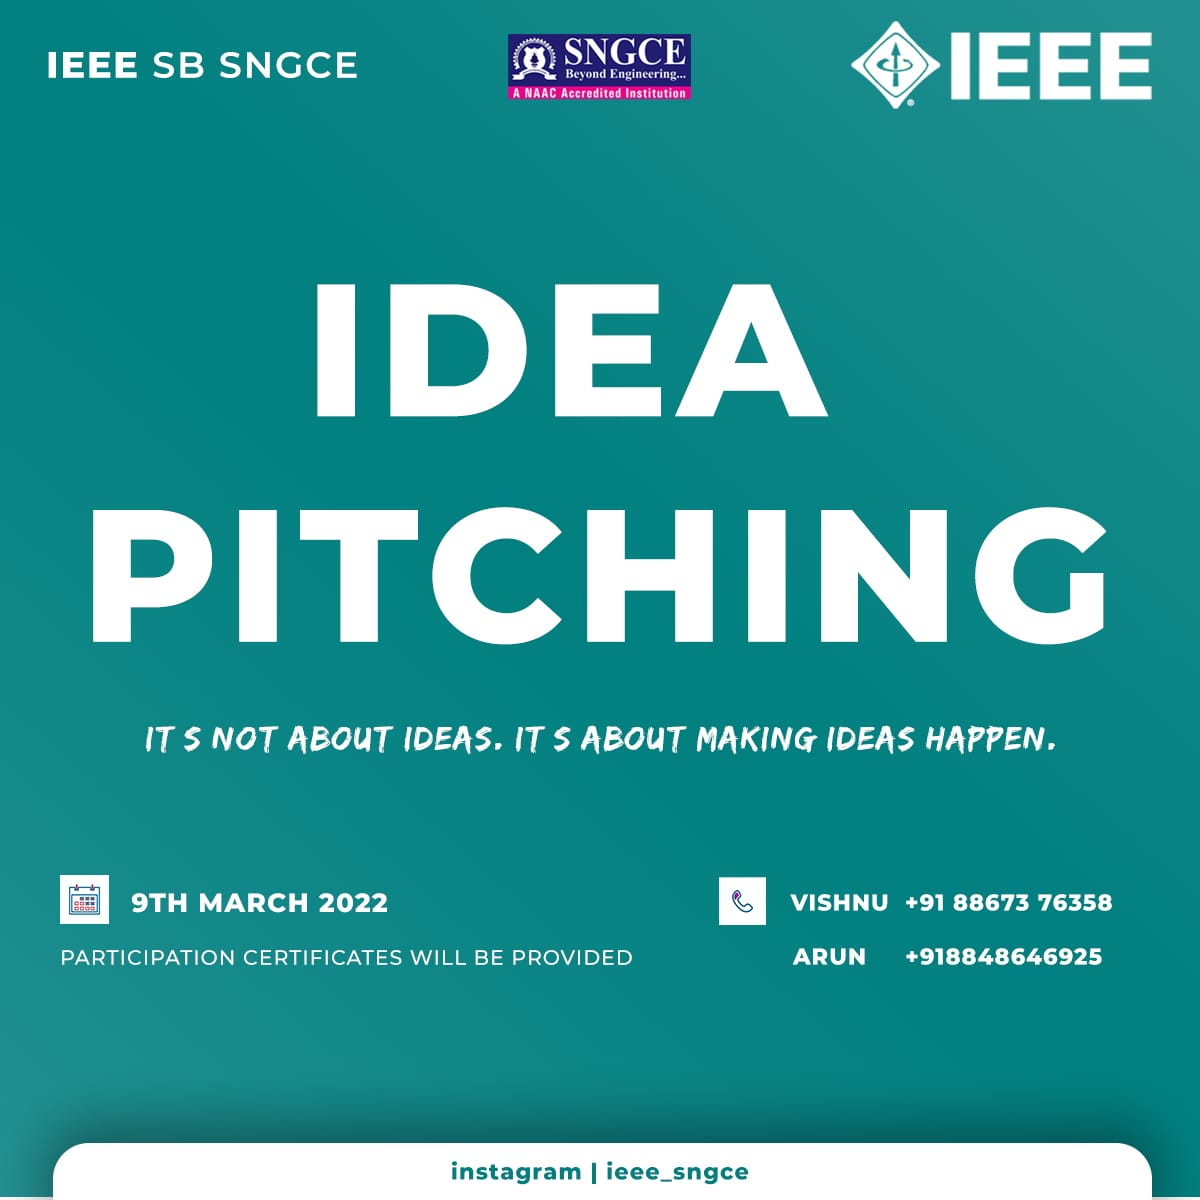 IEEE SB SNGCE
SNGCE
Beyond Engineering...
A NAAC Accredited Institution
IEEE
®
IDEA
PITCHING
IT S NOT ABOUT IDEAS. IT S ABOUT MAKING IDEAS HAPPEN.
9TH MARCH 2022
PARTICIPATION CERTIFICATES WILL BE PROVIDED
VISHNU +91 88673 76358
ARUN +918848646925
instagram | ieee_sngce